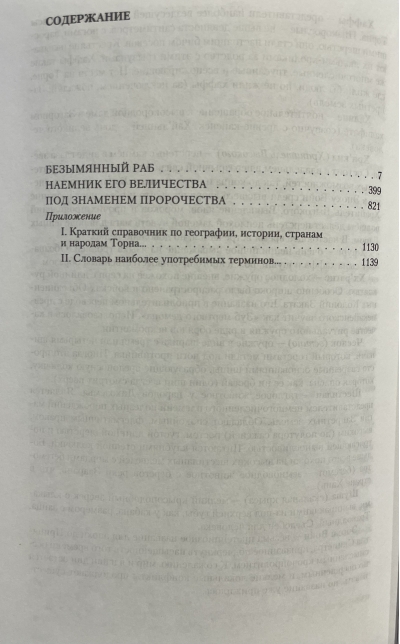 СОДЕРЖАНИЕ
БЕЗЫМЯННЫЙ РАБ . . . . . . . . . . . . . . . . . . . . . . . . . . 7
НАЕМНИК ЕГО ВЕЛИЧЕСТВА . . . . . . . . . . . . . . . . . . 399
ПОД ЗНАМЕНЕМ ПРОРОЧЕСТВА . . . . . . . . . . . . . . . . 821
Приложение
I. Краткий справочник по географии, истории, странам
и народам Торна... . . . . . . . . . . . . . . . . . . . . . . . . . . 1130
II. Словарь наиболее употребимых терминов... . . . . . . . . . . 1139